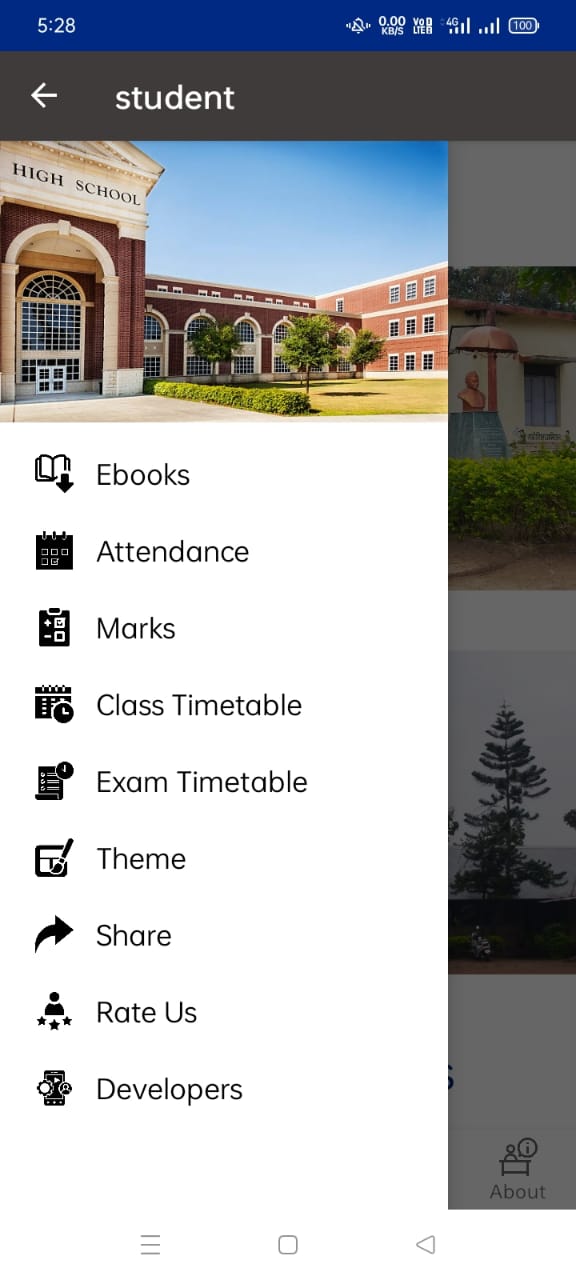 5:28
0.00
KB/S
Vo
LTE
4G
100
student
HIGH SCHOOL
Ebooks
Attendance
Marks
Class Timetable
Exam Timetable
Theme
Share
Rate Us
Developers
About